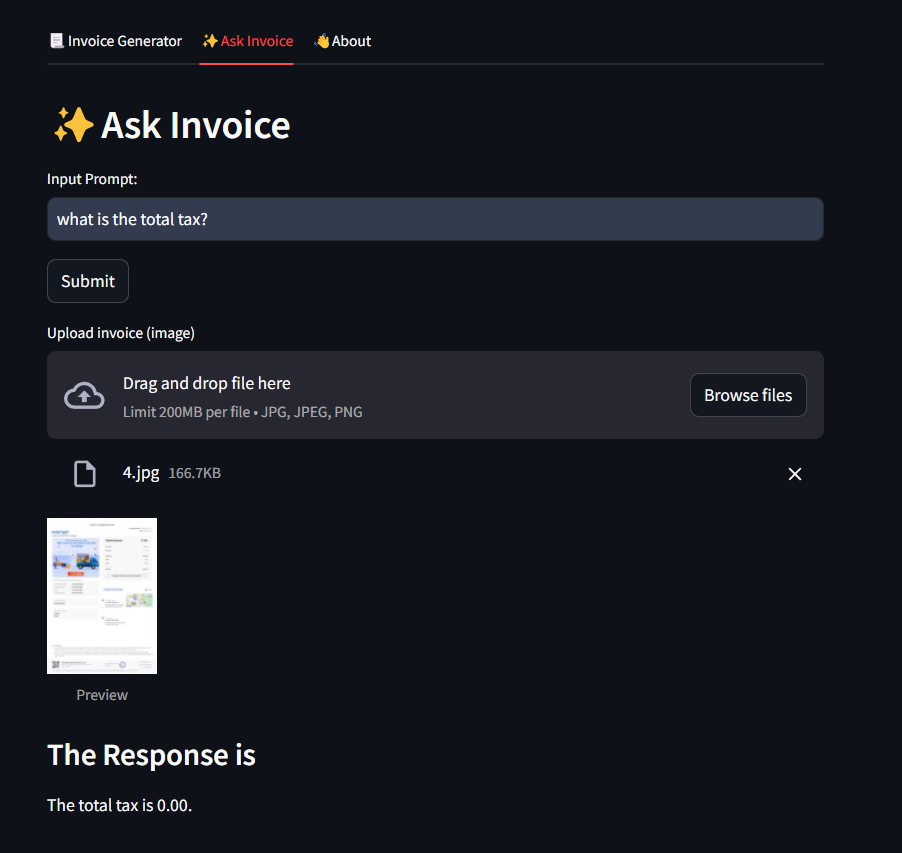 📃 Invoice Generator ✨Ask Invoice 👋About
✨Ask Invoice
Input Prompt:
what is the total tax?
Submit
Upload invoice (image)
Drag and drop file here
Limit 200MB per file • JPG, JPEG, PNG
Browse files
4.jpg 166.7KB
Preview
The Response is
The total tax is 0.00.